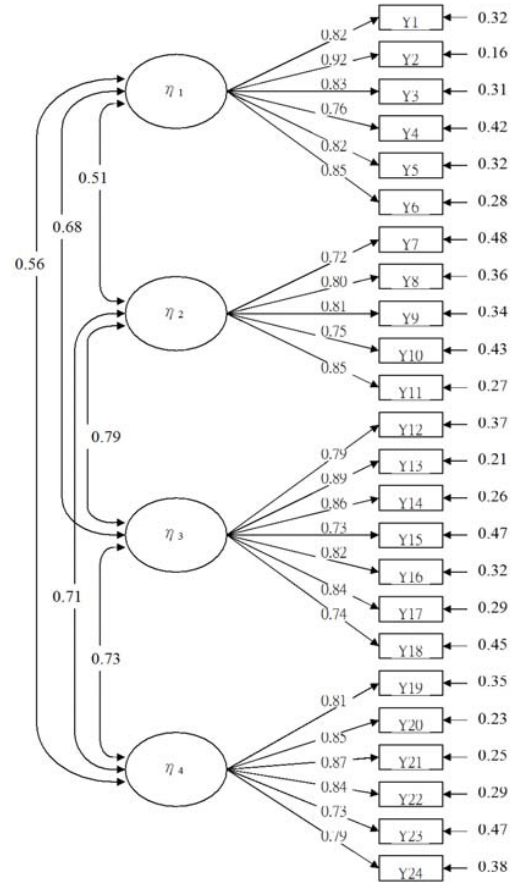 0.82 Y1 0.32
0.92 Y2 0.16
η 1 0.83 Y3 0.31
0.76 Y4 0.42
0.82 Y5 0.32
0.85 Y6 0.28
0.51
0.68
0.56
0.72 Y7 0.48
0.80 Y8 0.36
η 2 0.81 Y9 0.34
0.75 Y10 0.43
0.85 Y11 0.27
0.79
0.79 Y12 0.37
0.89 Y13 0.21
0.86 Y14 0.26
η 3 0.73 Y15 0.47
0.82 Y16 0.32
0.84 Y17 0.29
0.74 Y18 0.45
0.71
0.73
0.81 Y19 0.35
0.85 Y20 0.23
η 4 0.87 Y21 0.25
0.84 Y22 0.29
0.73 Y23 0.47
0.79 Y24 0.38